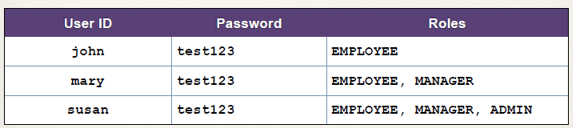 User ID Password Roles
john test123 EMPLOYEE
mary test123 EMPLOYEE, MANAGER
susan test123 EMPLOYEE, MANAGER, ADMIN